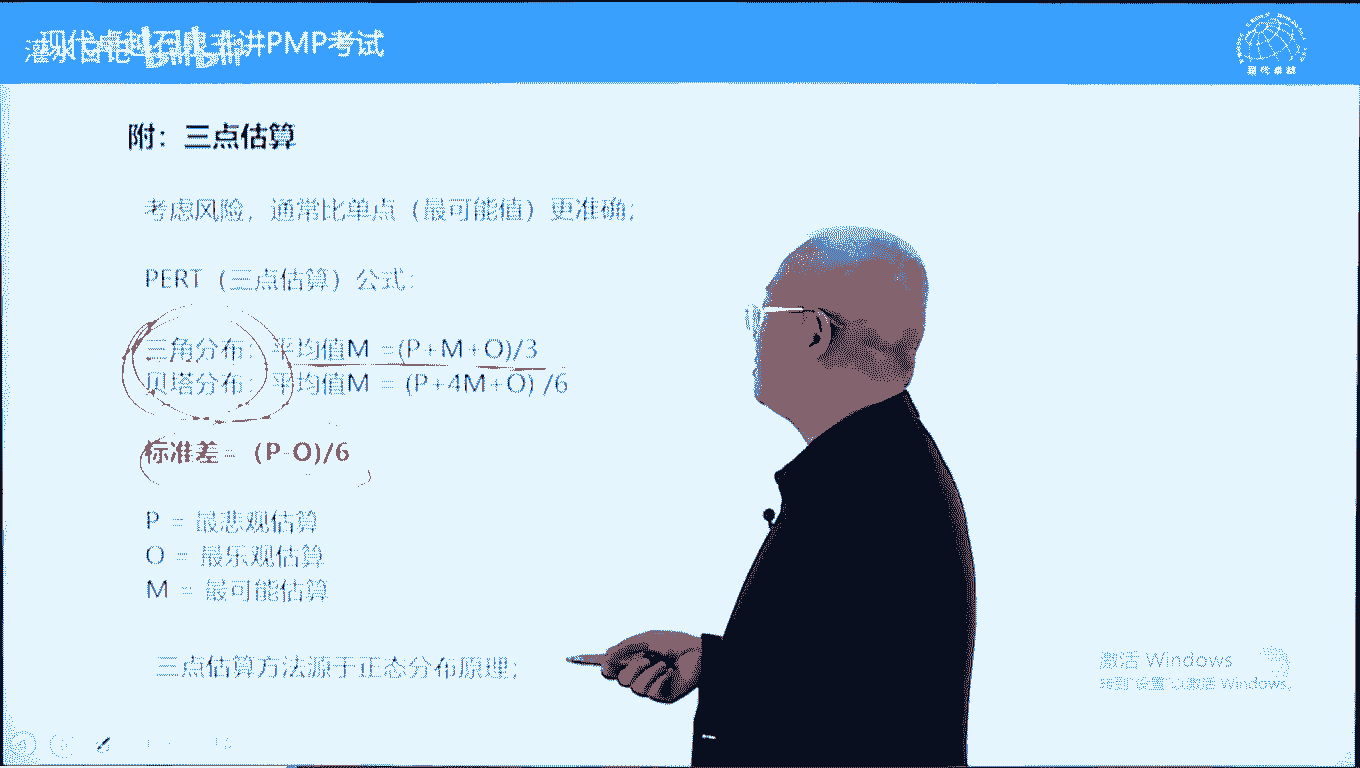 讲PMP考试
现代卓越
附：三点估算
考虑风险，通常比单点（最可能值）更准确；
PERT（三点估算）公式：
三角分布：平均值M =(P+M+O)/3
贝塔分布：平均值M = (P+4M+O) /6
标准差= (P-O)/6
P = 最悲观估算
O = 最乐观估算
M = 最可能估算
三点估算方法源于正态分布原理；
激活 Windows
转到"设置"以激活 Windows。